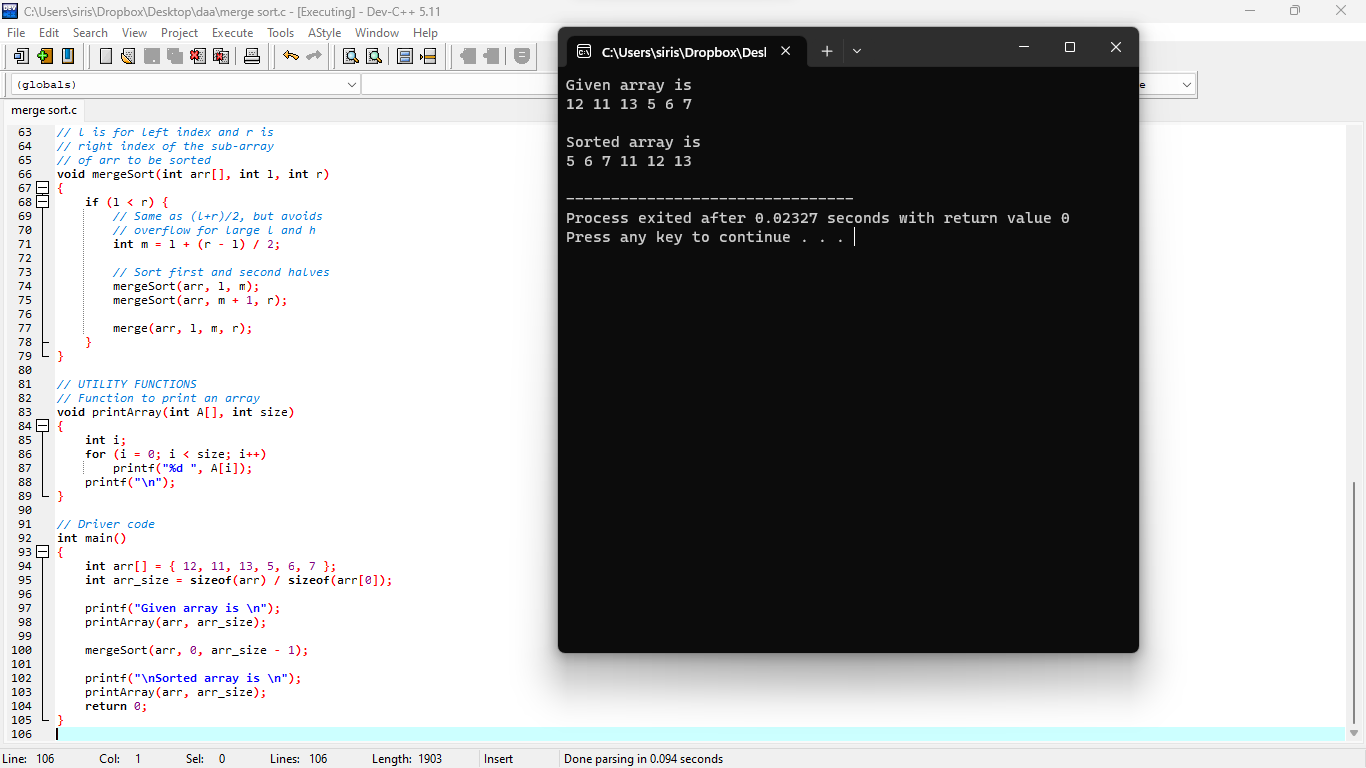 C:\Users\siris\Dropbox\Desktop\daa\merge sort.c - [Executing] - Dev-C++ 5.11
File Edit Search View Project Execute Tools AStyle Window Help
(globals)
merge sort.c
63 // l is for left index and r is
64 // right index of the sub-array
65 // of arr to be sorted
66 void mergeSort(int arr[], int l, int r)
67 {
68 if (l < r) {
69 // Same as (l+r)/2, but avoids
70 // overflow for large l and h
71 int m = l + (r - l) / 2;
72
73 // Sort first and second halves
74 mergeSort(arr, l, m);
75 mergeSort(arr, m + 1, r);
76
77 merge(arr, l, m, r);
78 }
79 }
80
81 // UTILITY FUNCTIONS
82 // Function to print an array
83 void printArray(int A[], int size)
84 {
85 int i;
86 for (i = 0; i < size; i++)
87 printf("%d ", A[i]);
88 printf("\n");
89 }
90
91 // Driver code
92 int main()
93 {
94 int arr[] = { 12, 11, 13, 5, 6, 7 };
95 int arr_size = sizeof(arr) / sizeof(arr[0]);
96
97 printf("Given array is \n");
98 printArray(arr, arr_size);
99
100 mergeSort(arr, 0, arr_size - 1);
101
102 printf("\nSorted array is \n");
103 printArray(arr, arr_size);
104 return 0;
105 }
106
C:\Users\siris\Dropbox\Des
Given array is
12 11 13 5 6 7
Sorted array is
5 6 7 11 12 13
--------------------------------
Process exited after 0.02327 seconds with return value 0
Press any key to continue . . .
Line: 106 Col: 1 Sel: 0 Lines: 106 Length: 1903 Insert Done parsing in 0.094 seconds